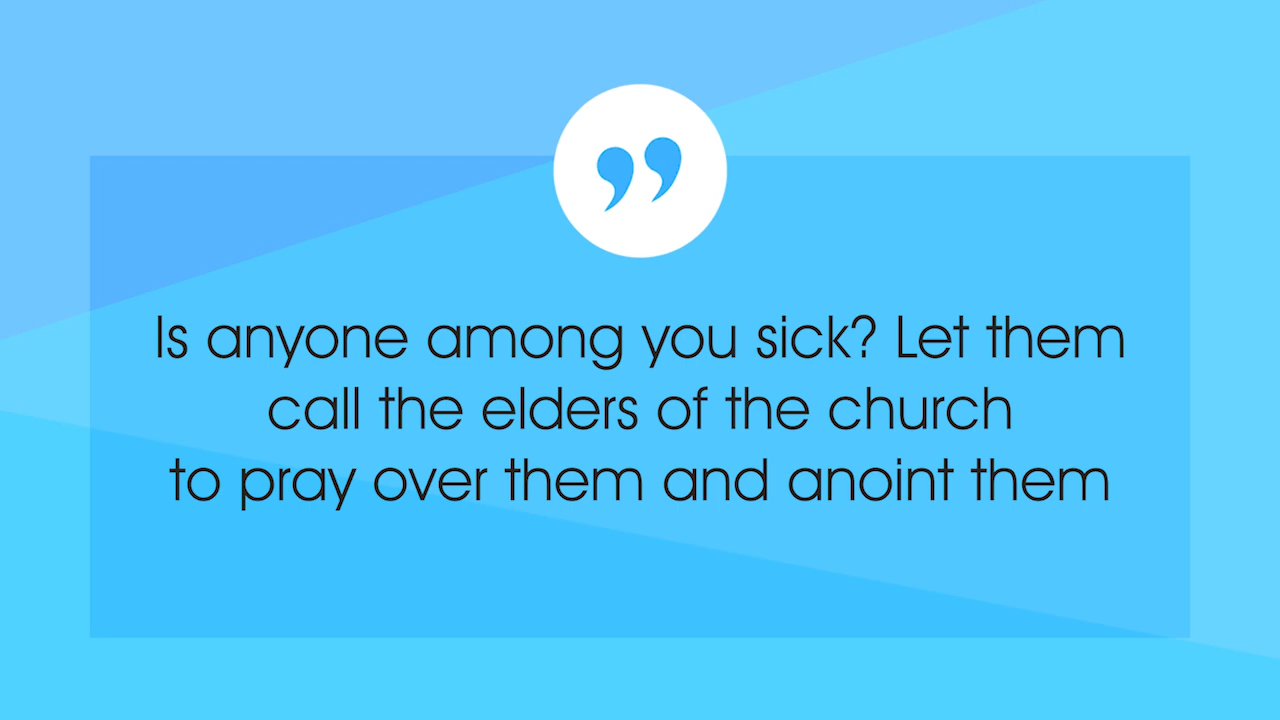 Is anyone among you sick? Let them
call the elders of the church
to pray over them and anoint them